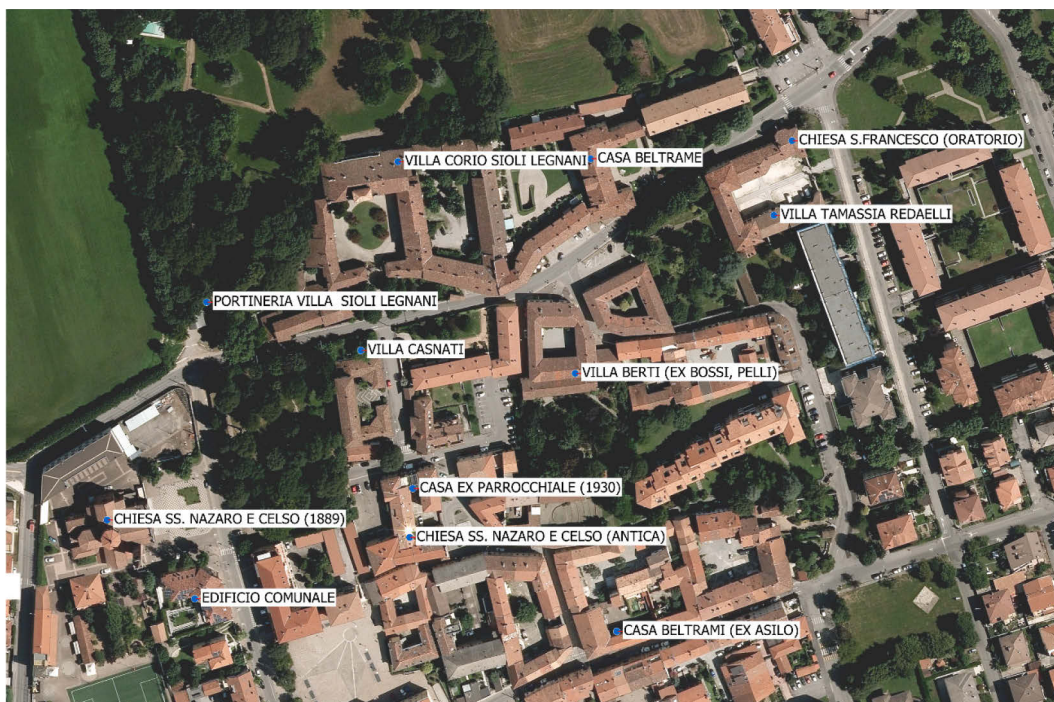 CHIESA S.FRANCESCO (ORATORIO)
VILLA CORIO SIOLI LEGNANI
CASA BELTRAME
VILLA TAMASSIA REDAELLI
PORTINERIA VILLA  SIOLI LEGNANI
VILLA CASNATI
VILLA BERTI (EX BOSSI, PELLI)
CASA EX PARROCCHIALE (1930)
CHIESA SS. NAZARO E CELSO (1889)
CHIESA SS. NAZARO E CELSO (ANTICA)
EDIFICIO COMUNALE
CASA BELTRAMI (EX ASILO)